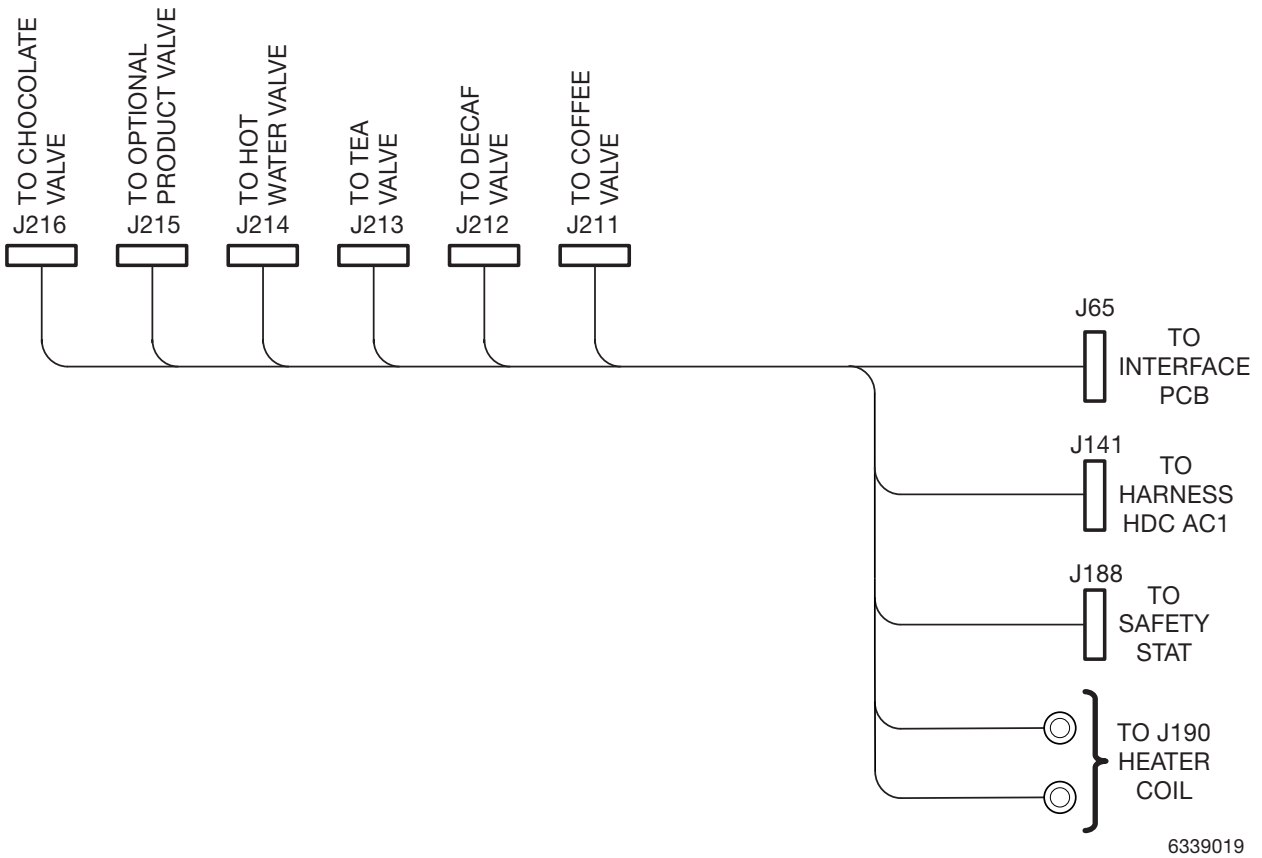 TO CHOCOLATE
VALVE
J216
TO OPTIONAL
PRODUCT VALVE
J215
TO HOT
WATER VALVE
J214
TO TEA
VALVE
J213
TO DECAF
VALVE
J212
TO COFFEE
VALVE
J211
J65
TO
INTERFACE
PCB
J141
TO
HARNESS
HDC AC1
J188
TO
SAFETY
STAT
TO J190
HEATER
COIL
6339019